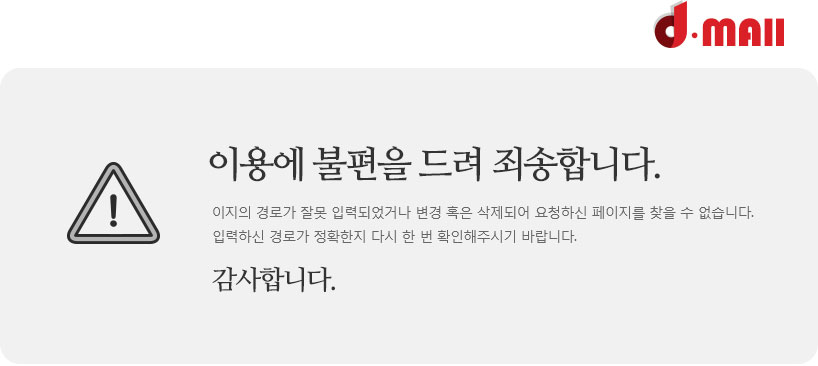 d·mall
이용에 불편을 드려 죄송합니다.
이지의 경로가 잘못 입력되었거나 변경 혹은 삭제되어 요청하신 페이지를 찾을 수 없습니다.
입력하신 경로가 정확한지 다시 한 번 확인해주시기 바랍니다.
감사합니다.